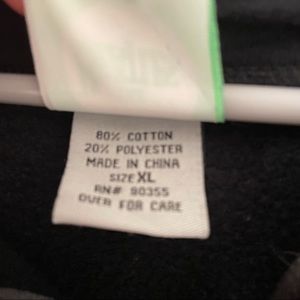 80% COTTON
20% POLYESTER
MADE IN CHINA
SIZE XL
RN# 90355
OVER FOR CARE